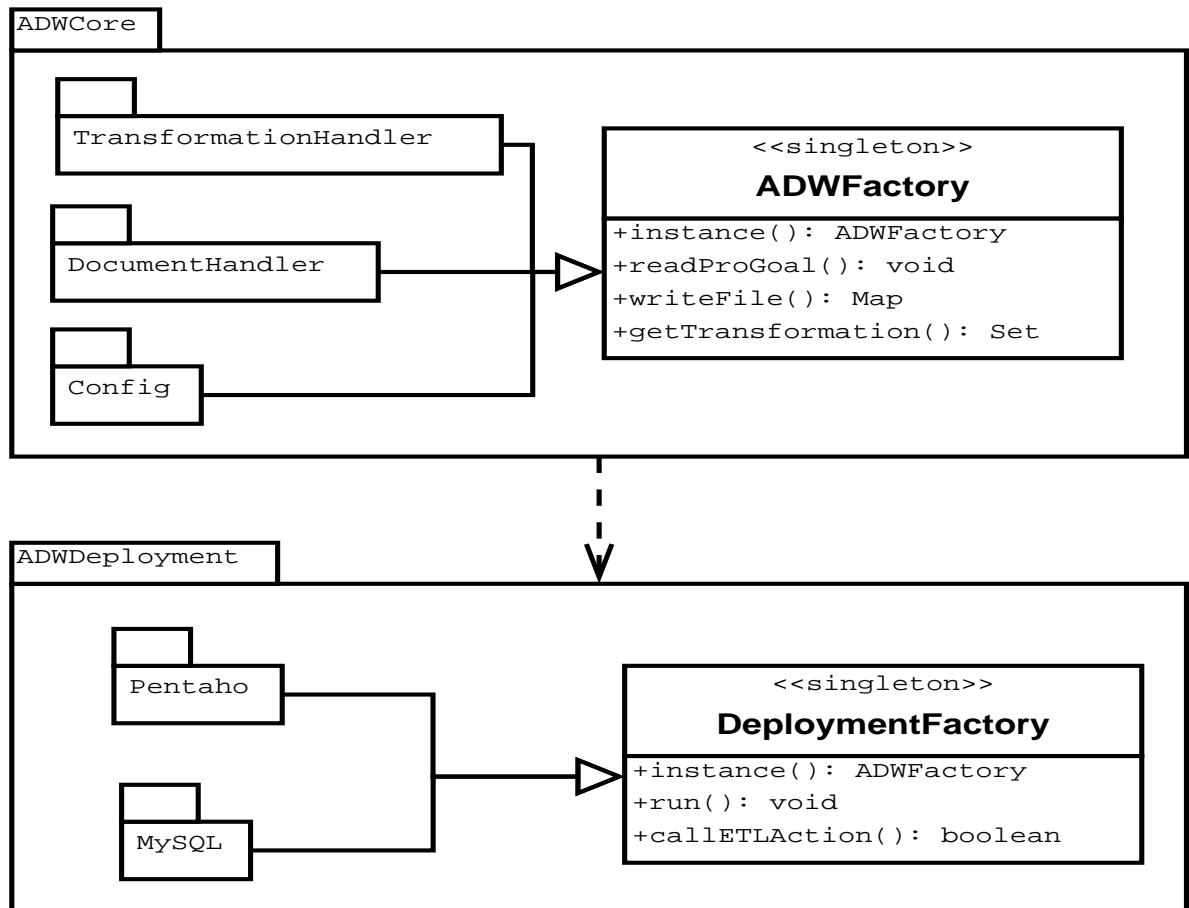 ADWCore
TransformationHandler
DocumentHandler
Config
<<singleton>>
ADWFactory
+instance(): ADWFactory
+readProGoal(): void
+writeFile(): Map
+getTransformation(): Set
ADWDeployment
Pentaho
MySQL
<<singleton>>
DeploymentFactory
+instance(): ADWFactory
+run(): void
+callETLAction(): boolean